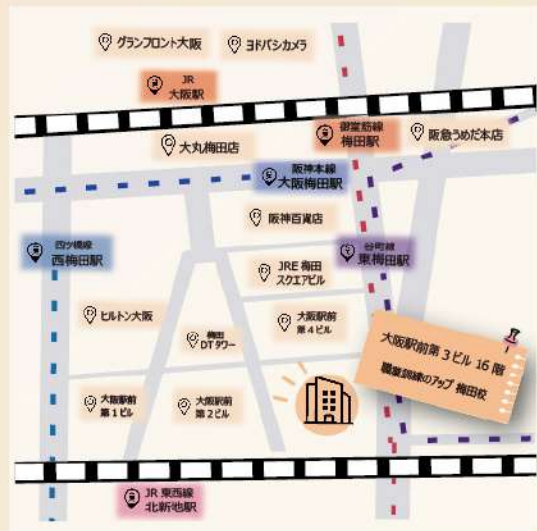 グランフロント大阪
ヨドバシカメラ
JR
大阪駅
御堂筋線
梅田駅
阪急うめだ本店
大丸梅田店
阪神本線
大阪梅田駅
阪神百貨店
四ツ橋線
西梅田駅
谷町線
東梅田駅
JRE 梅田
スクエアビル
ヒルトン大阪
梅田
DTタワー
大阪駅前
第4ビル
大阪駅前第3ビル16階
職業訓練のアップ 梅田校
大阪駅前
第1ビル
大阪駅前
第2ビル
JR 東西線
北新地駅